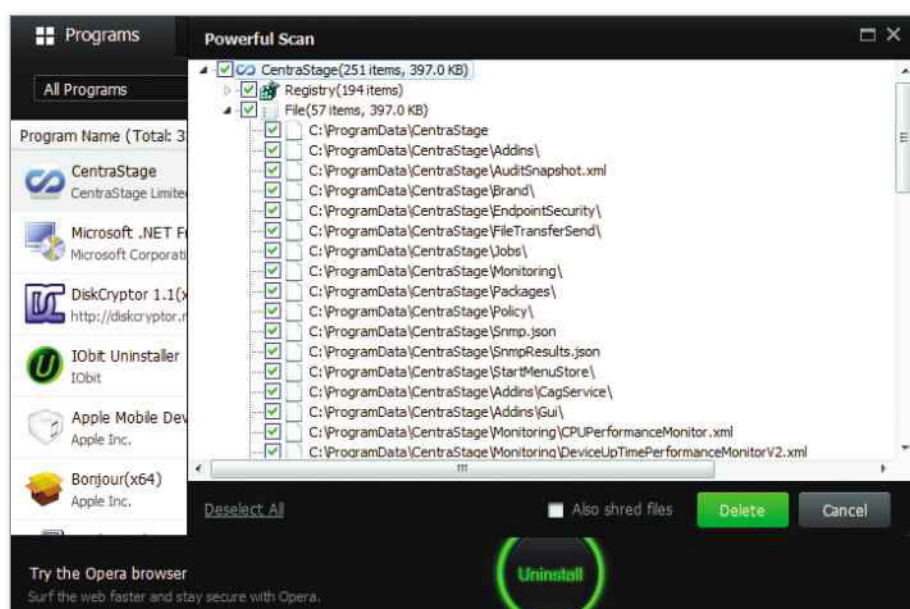 Programs
Powerful Scan
All Programs
CentraStage(251 items, 397.0 KB)
Registry(194 items)
File(57 items, 397.0 KB)
C:\ProgramData\CentraStage
C:\ProgramData\CentraStage\Addins\
C:\ProgramData\CentraStage\AuditSnapshot.xml
C:\ProgramData\CentraStage\Brand\
C:\ProgramData\CentraStage\EndpointSecurity\
C:\ProgramData\CentraStage\FileTransferSend\
C:\ProgramData\CentraStage\Jobs\
C:\ProgramData\CentraStage\Monitoring\
C:\ProgramData\CentraStage\Packages\
C:\ProgramData\CentraStage\Policy\
C:\ProgramData\CentraStage\Snmp.json
C:\ProgramData\CentraStage\SnmpResults.json
C:\ProgramData\CentraStage\StartMenuStore\
C:\ProgramData\CentraStage\Addins\CagService\
C:\ProgramData\CentraStage\Addins\Gui\
C:\ProgramData\CentraStage\Monitoring\CPUPerformanceMonitor.xml
C:\ProgramData\CentraStage\Monitoring\DeviceUpTimePerformanceMonitorV2.xml
Program Name (Total: 3
CentraStage
CentraStage Limite
Microsoft .NET F
Microsoft Corporati
DiskCryptor 1.1(x
http://diskcryptor.
IObit Uninstaller
IObit
Apple Mobile Dev
Apple Inc.
Bonjour(x64)
Apple Inc.
Deselect All
Also shred files
Delete
Cancel
Try the Opera browser
Surf the web faster and stay secure with Opera.
Uninstall